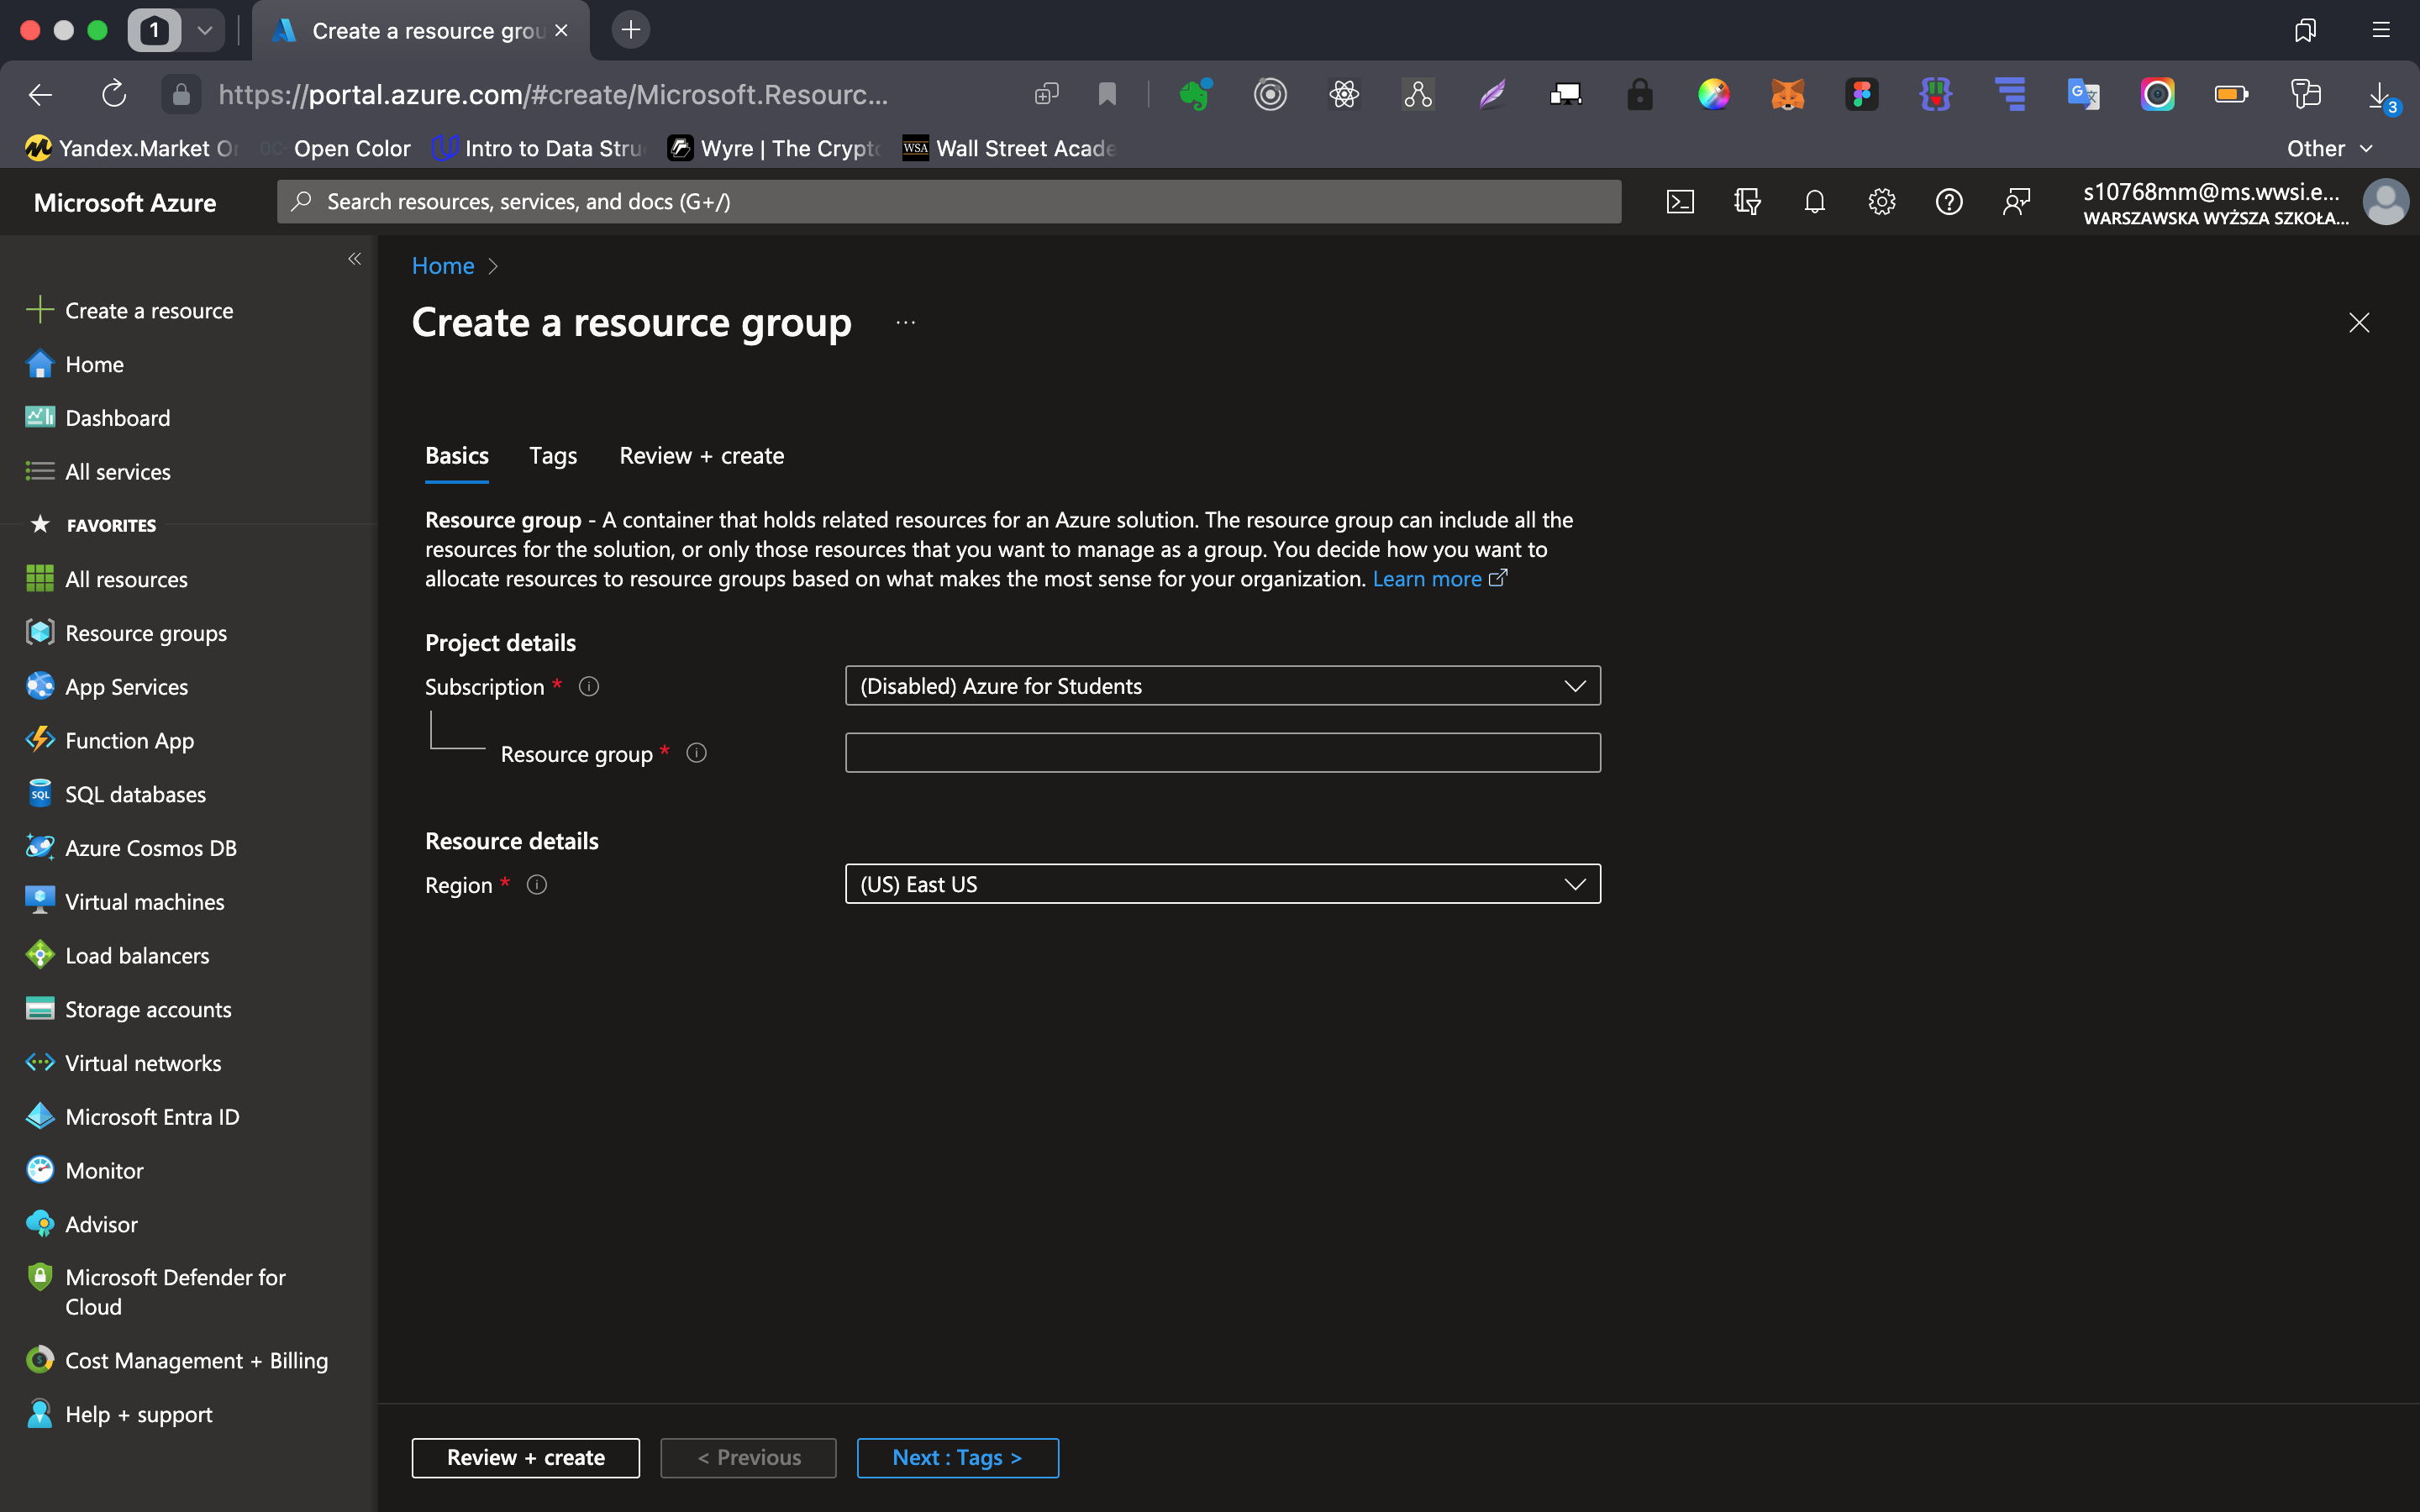 1
Create a resource grou
https://portal.azure.com/#create/Microsoft.Resourc...
3
Yandex.Market Or
OC
Open Color
Intro to Data Stru
Wyre | The Crypto
WSA
Wall Street Acade
Other
Microsoft Azure
Search resources, services, and docs (G+/)
s10768mm@ms.wwsi.e...
WARSZAWSKA WYŻSZA SZKOŁA...
Create a resource
Home
Dashboard
All services
FAVORITES
All resources
Resource groups
App Services
Function App
SQL
SQL databases
Azure Cosmos DB
Virtual machines
Load balancers
Storage accounts
Virtual networks
Microsoft Entra ID
Monitor
Advisor
Microsoft Defender for
Cloud
Cost Management + Billing
Help + support
Home >
Create a resource group ...
Basics
Tags
Review + create
Resource group - A container that holds related resources for an Azure solution. The resource group can include all the
resources for the solution, or only those resources that you want to manage as a group. You decide how you want to
allocate resources to resource groups based on what makes the most sense for your organization. Learn more
Project details
Subscription *
(Disabled) Azure for Students
Resource group *
Resource details
Region *
(US) East US
Review + create
< Previous
Next : Tags >